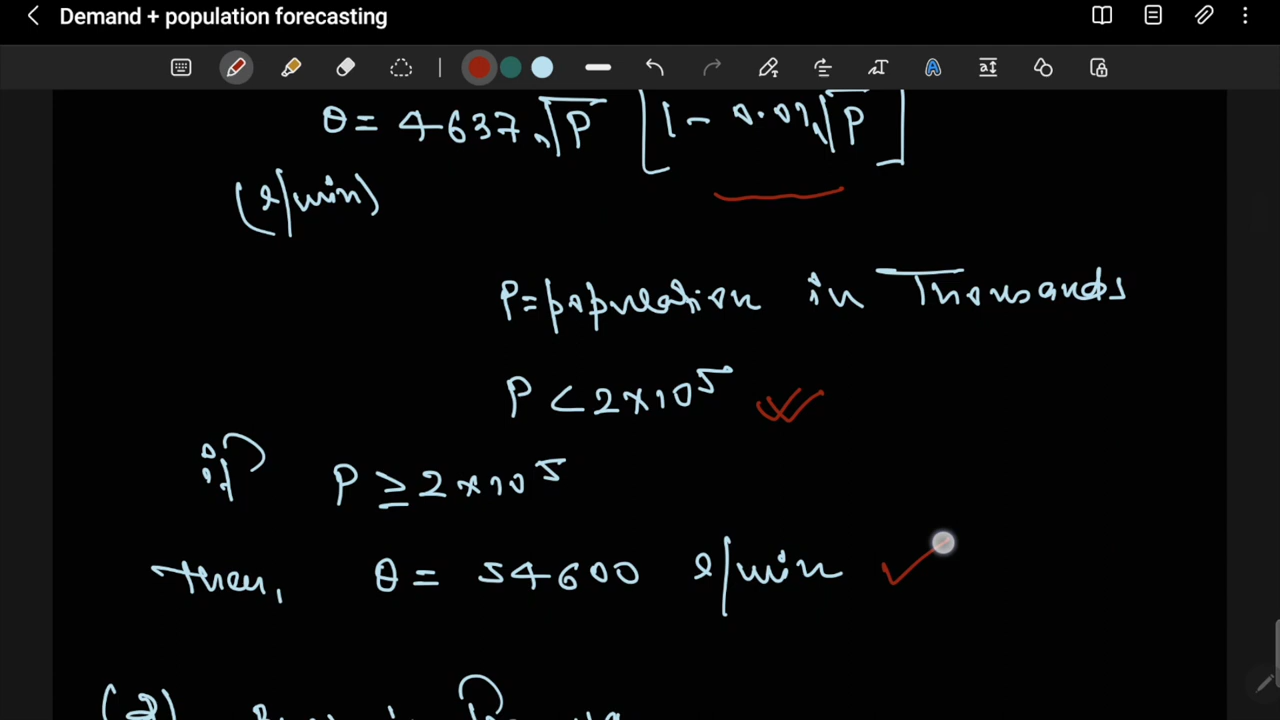 Demand + population forecasting
Q = 4637 √P [1 - 0.01 √P]
(l/min)
P = population in Thousands
P < 2×10⁵
if P ≥ 2×10⁵
then, Q = 54600 l/min
(2)